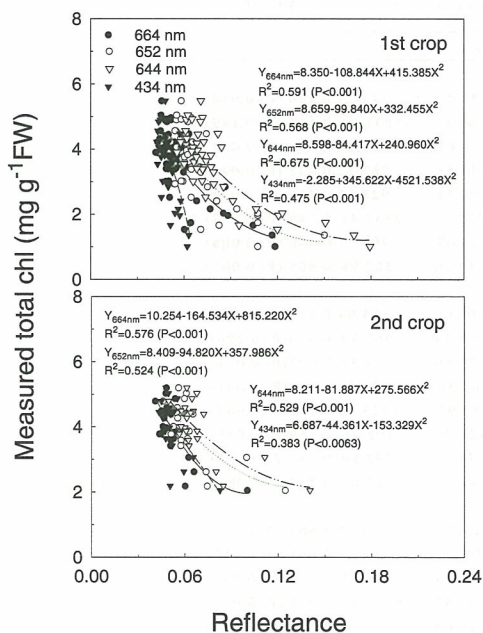 8
664 nm
652 nm
644 nm
434 nm
1st crop
Y664nm=8.350-108.844X+415.385X²
R²=0.591 (P<0.001)
Y652nm=8.659-99.840X+332.455X²
R²=0.568 (P<0.001)
Y644nm=8.598-84.417X+240.960X²
R²=0.675 (P<0.001)
Y434nm=-2.285+345.622X-4521.538X²
R²=0.475 (P<0.001)
6
4
2
0
Measured total chl (mg g⁻¹FW)
8
Y664nm=10.254-164.534X+815.220X²
R²=0.576 (P<0.001)
Y652nm=8.409-94.820X+357.986X²
R²=0.524 (P<0.001)
2nd crop
Y644nm=8.211-81.887X+275.566X²
R²=0.529 (P<0.001)
Y434nm=6.687-44.361X-153.329X²
R²=0.383 (P<0.0063)
6
4
2
0
0.00 0.06 0.12 0.18 0.24
Reflectance